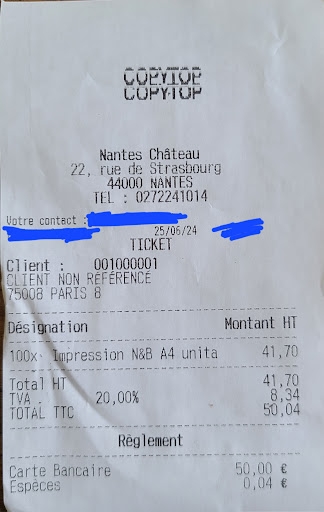 COPYTOP
COPYTOP
Nantes Château
22, rue de Strasbourg
44000 NANTES
TEL : 0272241014
Votre contact :
25/06/24
TICKET
Client : 001000001
CLIENT NON RÉFÉRENCÉ
75008 PARIS 8
Désignation Montant HT
100x Impression N&B A4 unita 41,70
Total HT 41,70
TVA . 20,00% 8,34
TOTAL TTC 50,04
Règlement
Carte Bancaire 50,00 €
Espèces 0,04 €